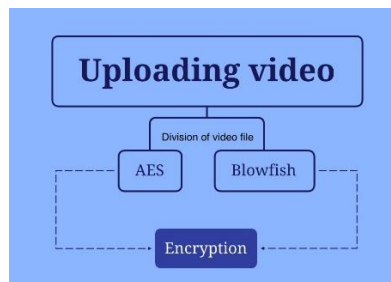 Uploading video
Division of video file
AES
Blowfish
Encryption